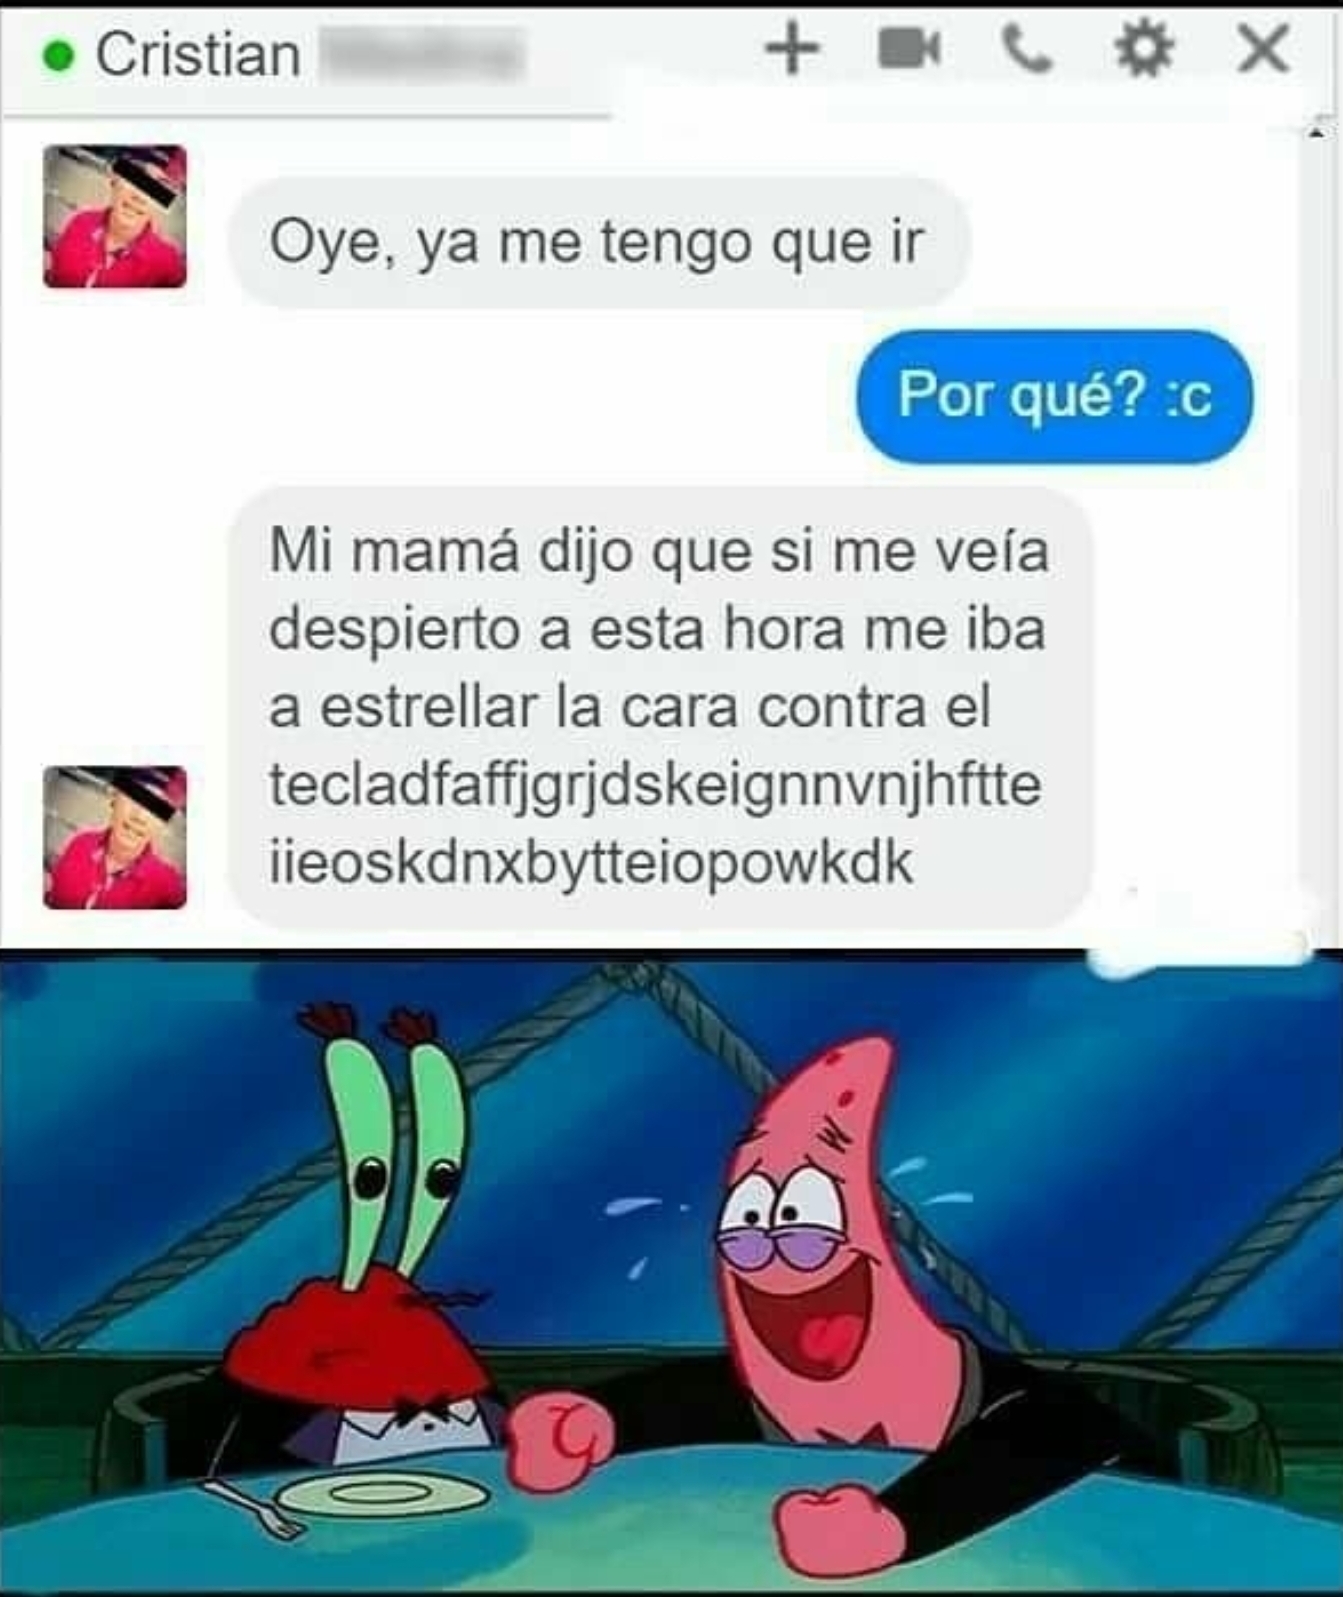 Cristian
Oye, ya me tengo que ir
Por qué? :c
Mi mamá dijo que si me veía
despierto a esta hora me iba
a estrellar la cara contra el
tecladfaffjgrjdskeignnvnjhftte
iieoskdnxbytteiopowkdk